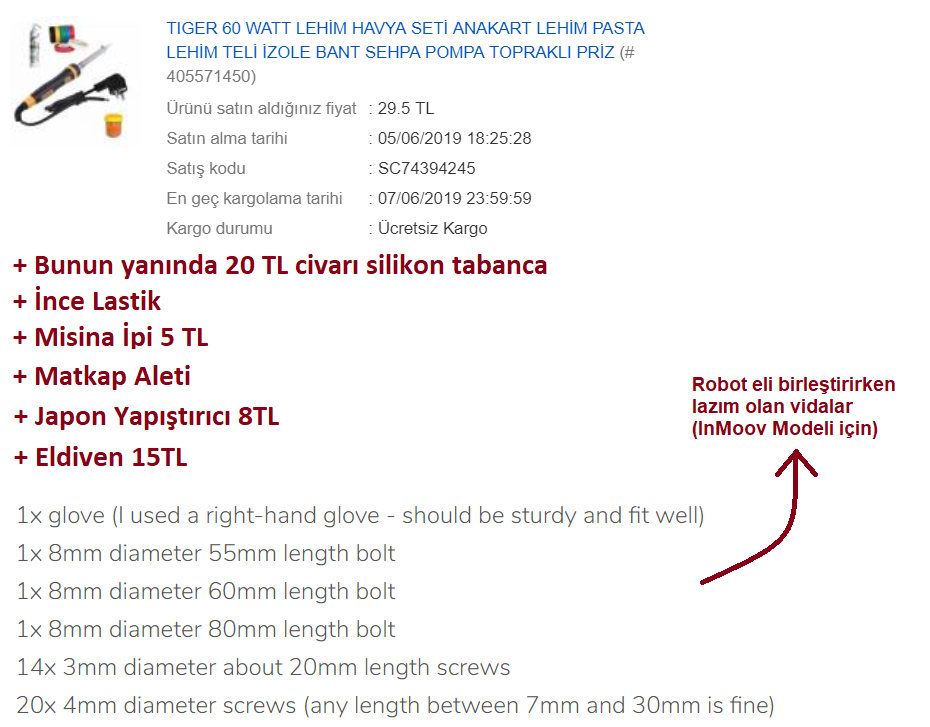 TIGER 60 WATT LEHİM HAVYA SETİ ANAKART LEHİM PASTA
LEHİM TELİ İZOLE BANT SEHPA POMPA TOPRAKLI PRİZ (#
405571450)
Ürünü satın aldığınız fiyat : 29.5 TL
Satın alma tarihi : 05/06/2019 18:25:28
Satış kodu : SC74394245
En geç kargolama tarihi : 07/06/2019 23:59:59
Kargo durumu : Ücretsiz Kargo
+ Bunun yanında 20 TL civarı silikon tabanca
+ İnce Lastik
+ Misina İpi 5 TL
+ Matkap Aleti
+ Japon Yapıştırıcı 8TL
+ Eldiven 15TL
Robot eli birleştirirken
lazım olan vidalar
(InMoov Modeli için)
1x glove (I used a right-hand glove - should be sturdy and fit well)
1x 8mm diameter 55mm length bolt
1x 8mm diameter 60mm length bolt
1x 8mm diameter 80mm length bolt
14x 3mm diameter about 20mm length screws
20x 4mm diameter screws (any length between 7mm and 30mm is fine)